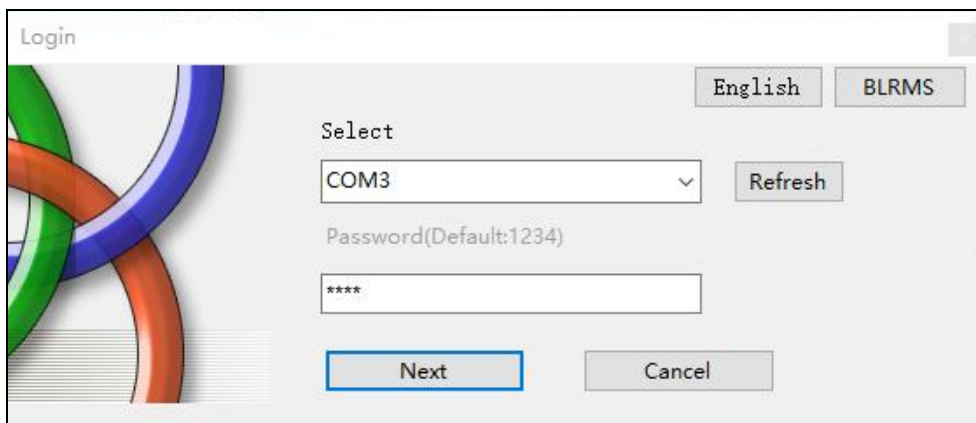 Login
English BLRMS
Select
COM3 Refresh
Password(Default:1234)
****
Next Cancel